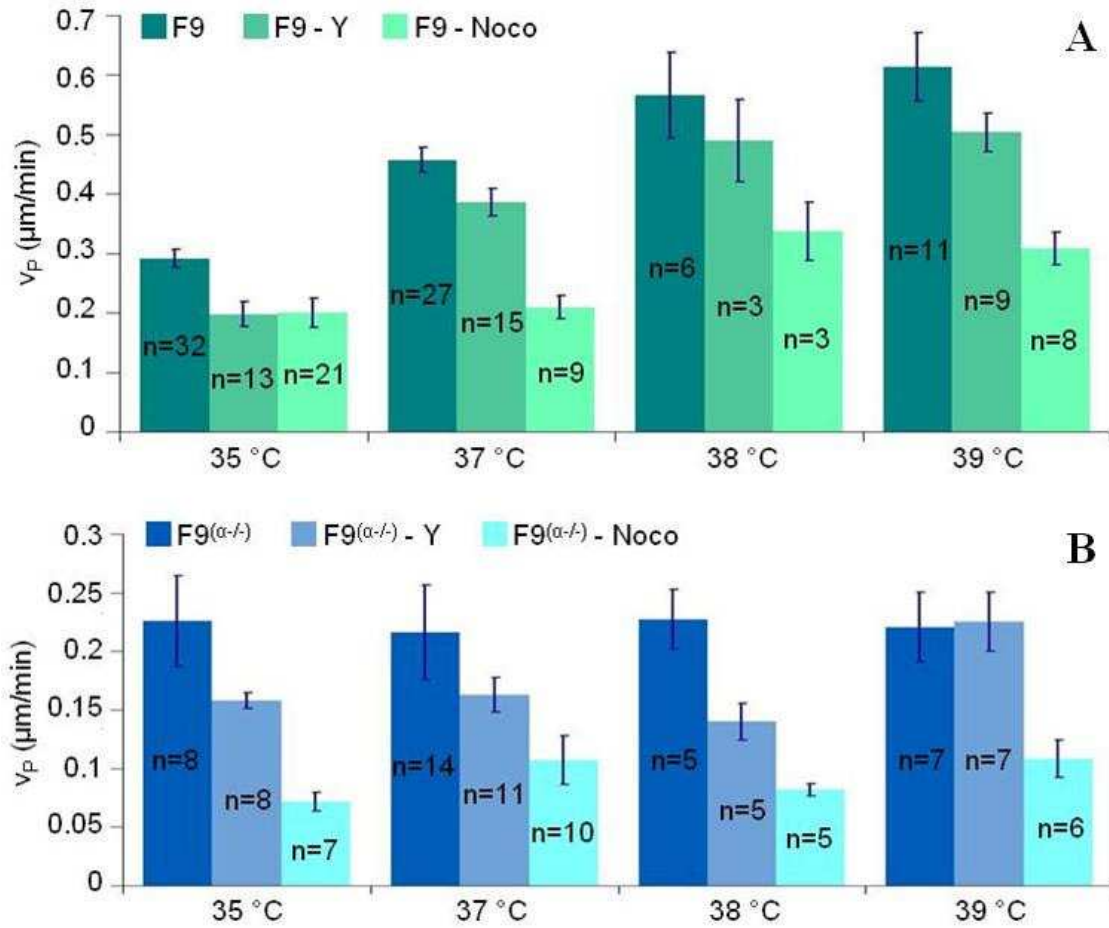 0.7 F9 F9 - Y F9 - Noco A
0.6
0.5
0.4
0.3
0.2
0.1
0
vP (µm/min)
n=32 n=13 n=21
n=27 n=15 n=9
n=6 n=3 n=3
n=11 n=9 n=8
35 °C 37 °C 38 °C 39 °C
0.3 F9(α-/-) F9(α-/-) - Y F9(α-/-) - Noco B
0.25
0.2
0.15
0.1
0.05
0
vP (µm/min)
n=8 n=8 n=7
n=14 n=11 n=10
n=5 n=5 n=5
n=7 n=7 n=6
35 °C 37 °C 38 °C 39 °C